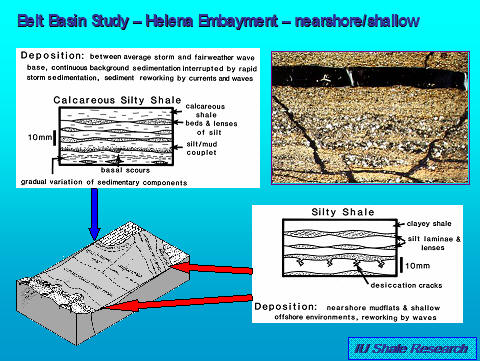 Belt Basin Study – Helena Embayment – nearshore/shallow
Deposition: between average storm and fairweather wave
base, continuous background sedimentation interrupted by rapid
storm sedimentation, sediment reworking by currents and waves
Calcareous Silty Shale
calcareous
shale
beds & lenses
of silt
10mm
silt/mud
couplet
basal scours
gradual variation of sedimentary components
Silty Shale
clayey shale
silt laminae &
lenses
10mm
desiccation cracks
Deposition: nearshore mudflats & shallow
offshore environments, reworking by waves
IU Shale Research